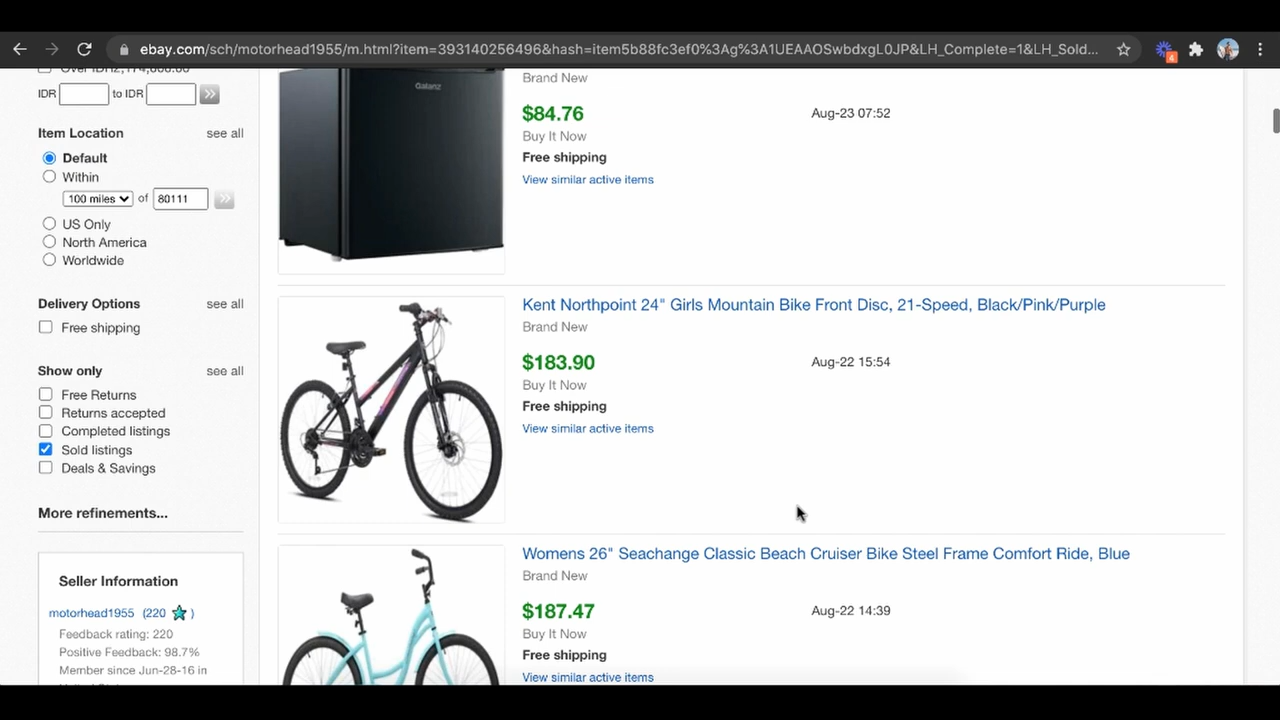 ebay.com/sch/motorhead1955/m.html?item=393140256496&hash=item5b88fc3ef0%3Ag%3A1UEAAOSwbdxgL0JP&LH_Complete=1&LH_Sold...
4
IDR to IDR
Item Location see all
Default
Within
100 miles of 80111
US Only
North America
Worldwide
Delivery Options see all
Free shipping
Show only see all
Free Returns
Returns accepted
Completed listings
Sold listings
Deals & Savings
More refinements...
Seller Information
motorhead1955 (220 )
Feedback rating: 220
Positive Feedback: 98.7%
Member since Jun-28-16 in
Galanz
Brand New
$84.76 Aug-23 07:52
Buy It Now
Free shipping
View similar active items
Kent Northpoint 24" Girls Mountain Bike Front Disc, 21-Speed, Black/Pink/Purple
Brand New
$183.90 Aug-22 15:54
Buy It Now
Free shipping
View similar active items
Womens 26" Seachange Classic Beach Cruiser Bike Steel Frame Comfort Ride, Blue
Brand New
$187.47 Aug-22 14:39
Buy It Now
Free shipping
View similar active items